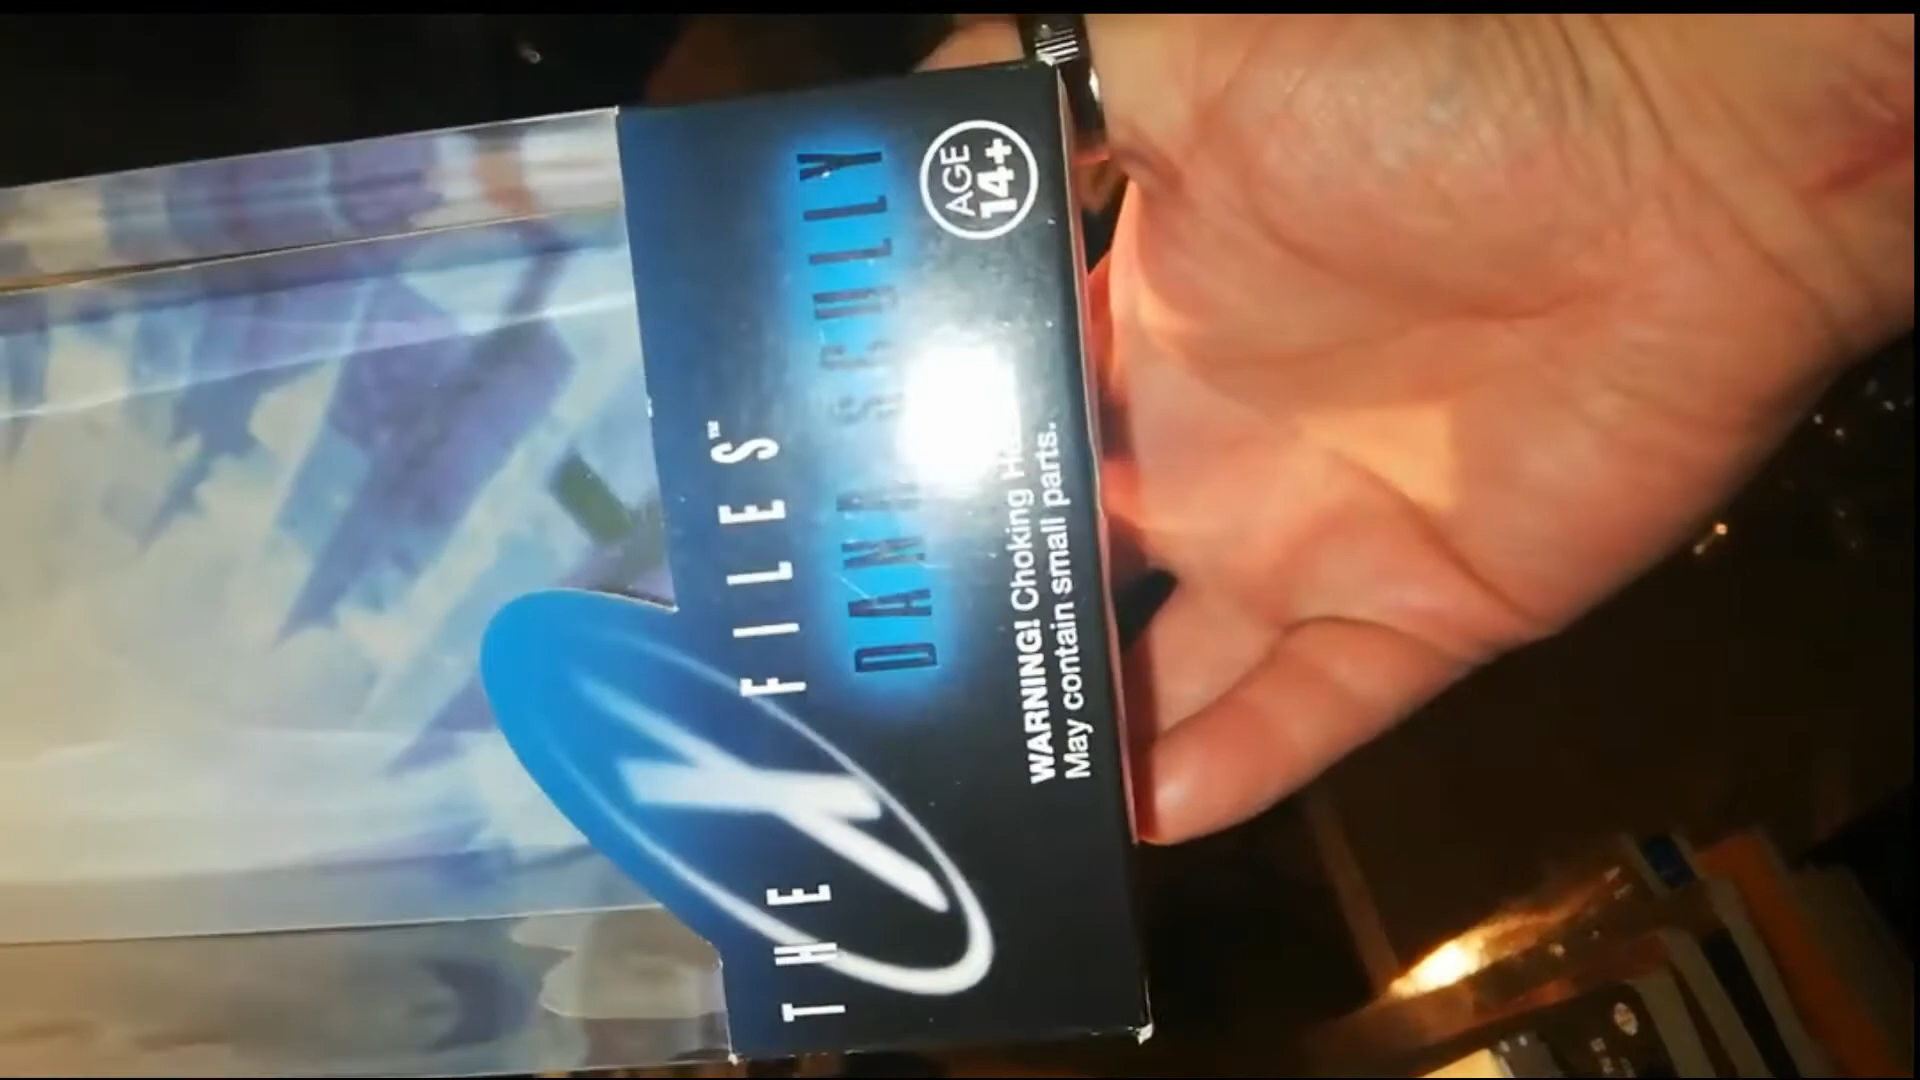 THE X FILES™
DANA SCULLY
AGE
14+
WARNING! Choking
May contain small parts.